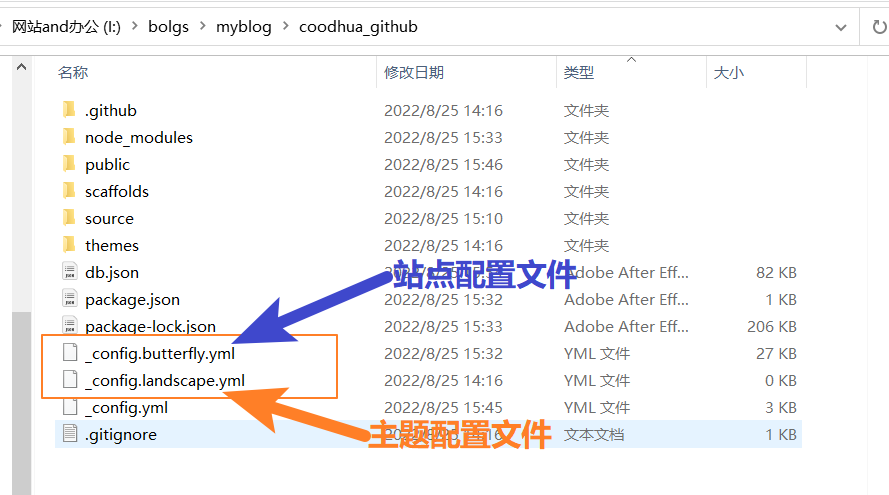 网站and办公 (I:) > bolgs > myblog > coodhua_github
名称 修改日期 类型 大小
.github 2022/8/25 14:16 文件夹
node_modules 2022/8/25 15:33 文件夹
public 2022/8/25 15:46 文件夹
scaffolds 2022/8/25 14:16 文件夹
source 2022/8/25 15:10 文件夹
themes 2022/8/25 14:16 文件夹
db.json Adobe After Eff... 82 KB
站点配置文件
package.json 2022/8/25 15:32 Adobe After Eff... 1 KB
package-lock.json 2022/8/25 15:33 Adobe After Eff... 206 KB
_config.butterfly.yml 2022/8/25 15:32 YML 文件 27 KB
_config.landscape.yml 2022/8/25 14:16 YML 文件 0 KB
_config.yml 2022/8/25 15:45 YML 文件 3 KB
.gitignore 文本文档 1 KB
主题配置文件